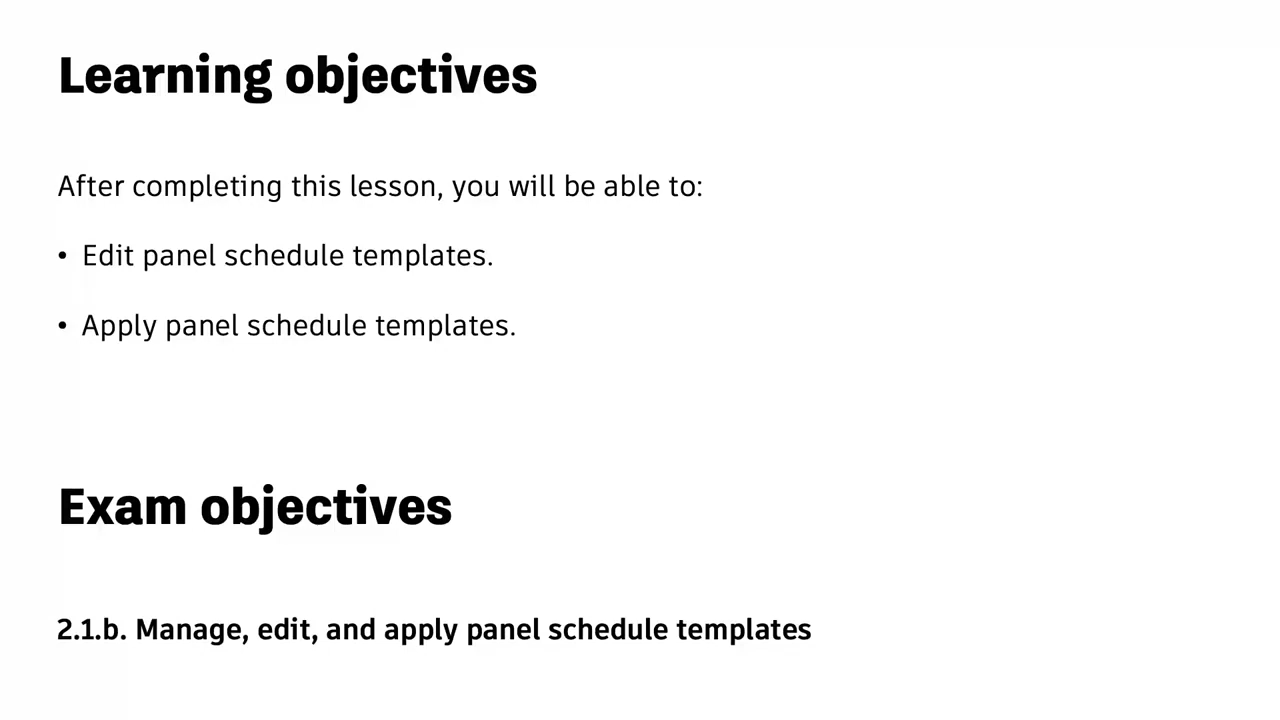 Learning objectives
After completing this lesson, you will be able to:
• Edit panel schedule templates.
• Apply panel schedule templates.
Exam objectives
2.1.b. Manage, edit, and apply panel schedule templates